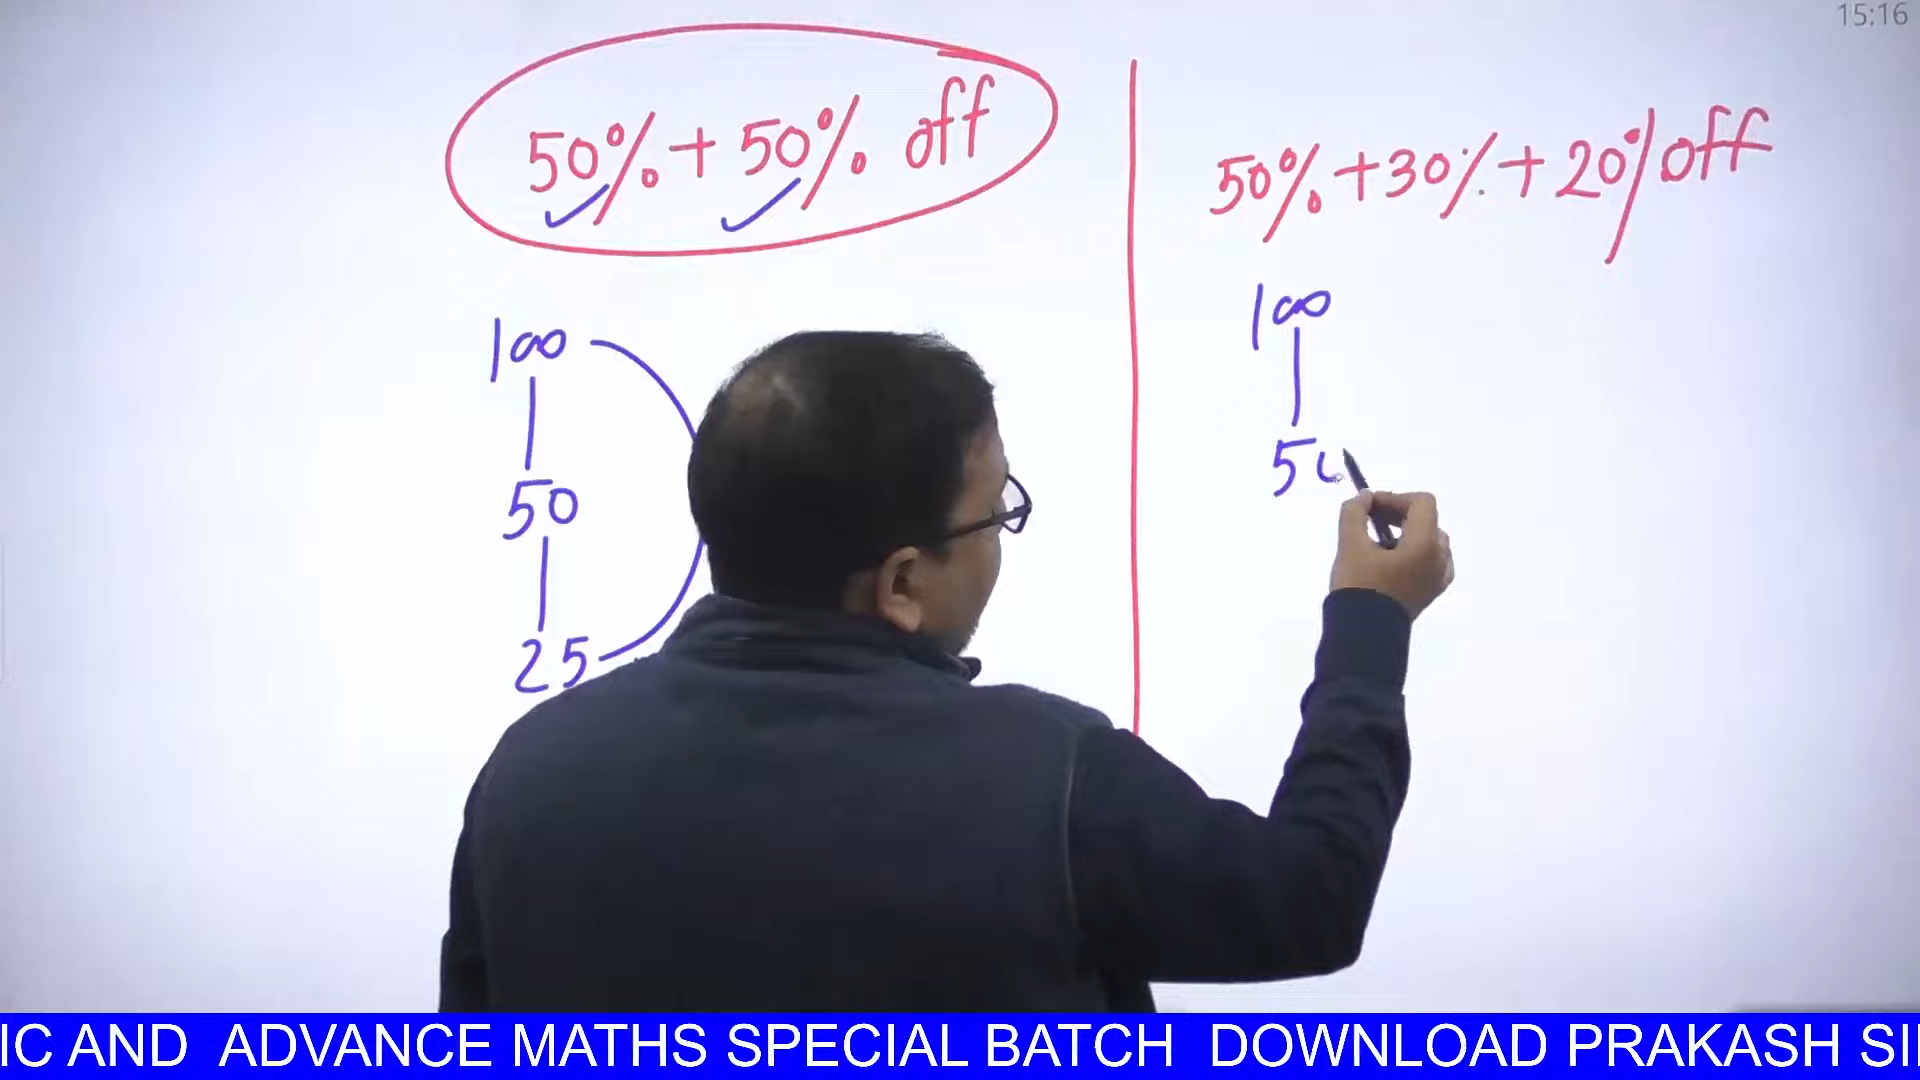 15:16
50% + 50% off
50% + 30% + 20% off
100
50
25
100
50
IC AND ADVANCE MATHS SPECIAL BATCH DOWNLOAD PRAKASH SI